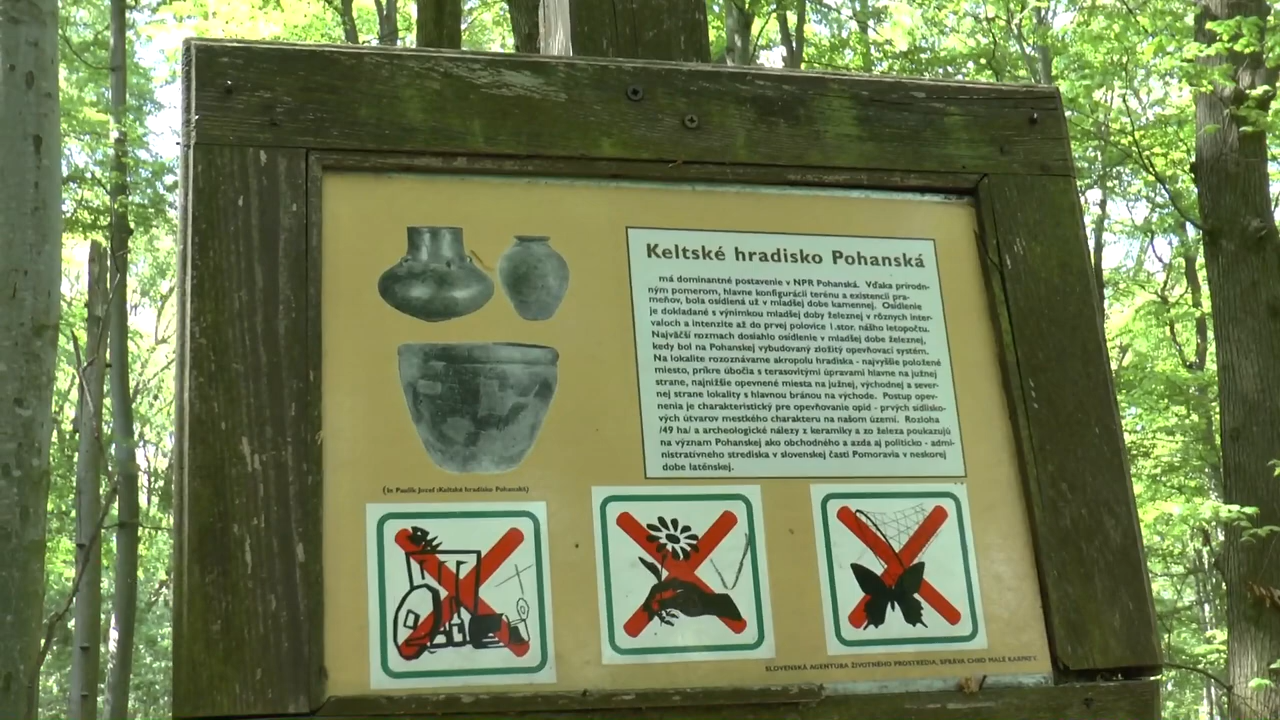 Keltské hradisko Pohanská
má dominantné postavenie v NPR Pohanská. Vďaka prírodn-
ným pomerom, hlavne konfigurácii terénu a existencii pra-
meňov, bola osídlená už v mladšej dobe kamennej. Osídlenie
je dokladané s výnimkou mladšej doby železnej v rôznych inter-
valoch a intenzite až do prvej polovice 1.stor. nášho letopočtu.
Najväčší rozmach dosiahlo osídlenie v mladšej dobe železnej,
kedy bol na Pohanskej vybudovaný zložitý opevňovací systém.
Na lokalite rozoznávame akropolu hradiska - najvyššie položené
miesto, príkre úbočia s terasovitými úpravami hlavne na južnej
strane, najnižšie opevnené miesta na južnej, východnej a sever-
nej strane lokality s hlavnou bránou na východe. Postup opev-
nenia je charakteristický pre opevňovanie opíd - prvých sídlisko-
vých útvarov mestkého charakteru na našom území. Rozloha
/49 ha/ a archeologické nálezy z keramiky a zo železa poukazujú
na význam Pohanskej ako obchodného a azda aj politicko - admi-
nistratívneho strediska v slovenskej časti Pomoravia v neskorej
dobe laténskej.
(In Paulík Jozef :Keltské hradisko Pohanská)
SLOVENSKÁ AGENTÚRA ŽIVOTNÉHO PROSTREDIA, SPRÁVA CHKO MALÉ KARPATY